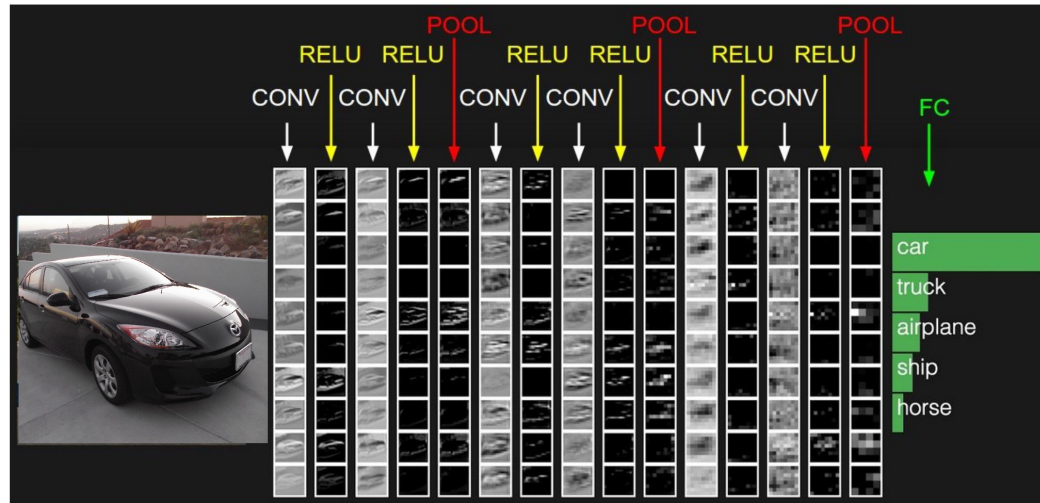 POOL POOL POOL
RELU RELU RELU RELU RELU RELU
CONV CONV CONV CONV CONV CONV
FC
car
truck
airplane
ship
horse